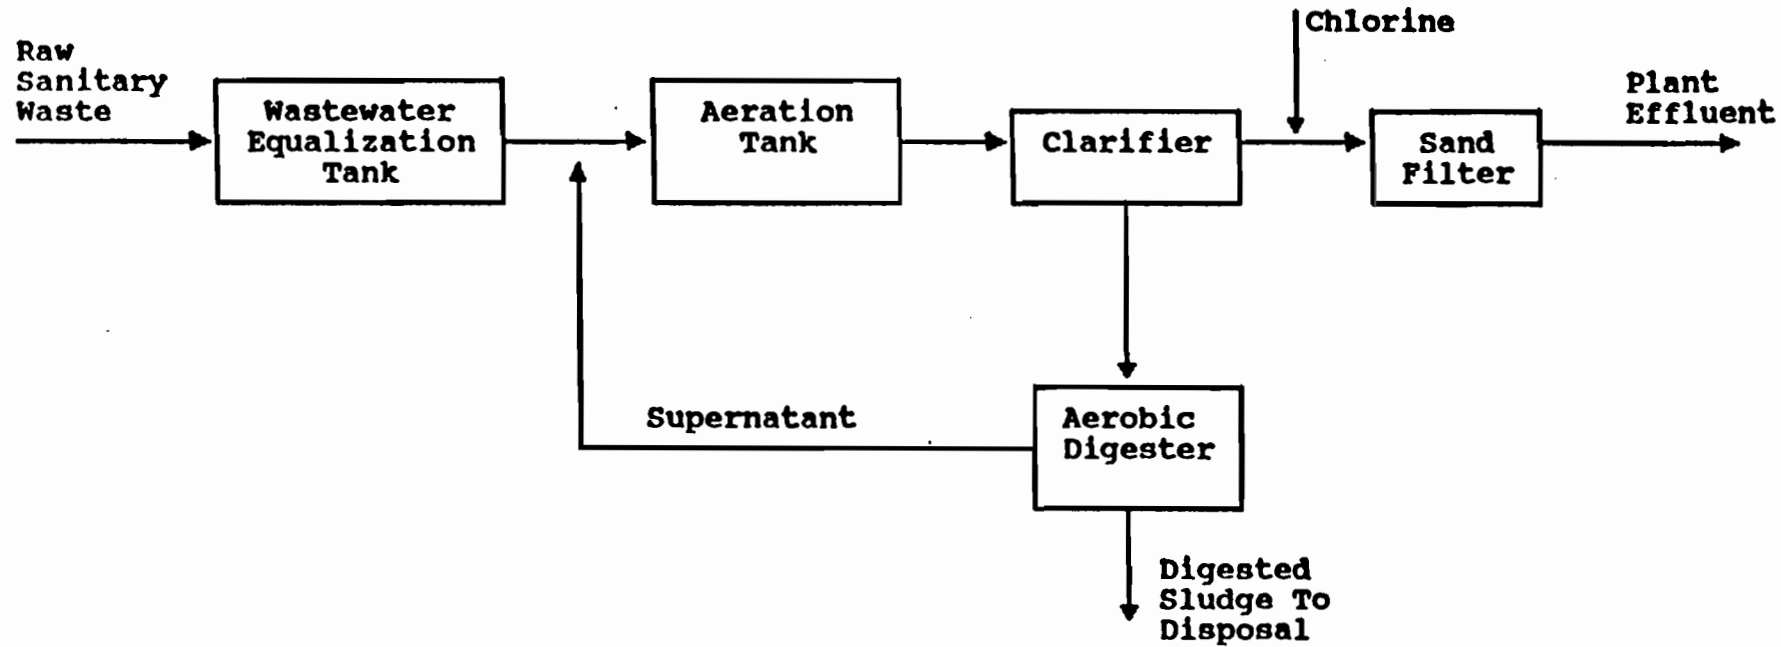 Raw
Sanitary
Waste
Wastewater
Equalization
Tank
Aeration
Tank
Clarifier
Chlorine
Sand
Filter
Plant
Effluent
Supernatant
Aerobic
Digester
Digested
Sludge To
Disposal